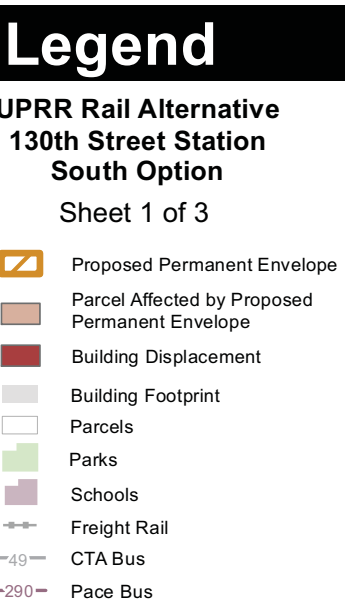 Legend
UPRR Rail Alternative
130th Street Station
South Option
Sheet 1 of 3
Proposed Permanent Envelope
Parcel Affected by Proposed
Permanent Envelope
Building Displacement
Building Footprint
Parcels
Parks
Schools
Freight Rail
49 CTA Bus
290 Pace Bus